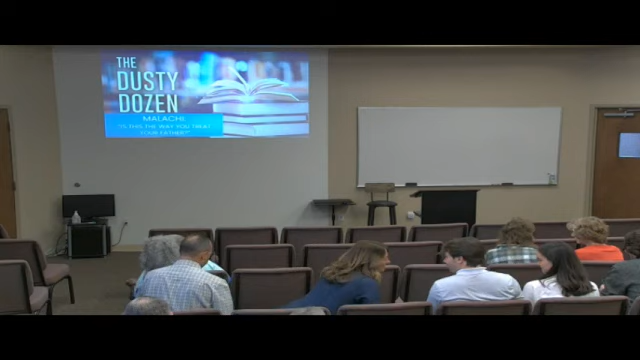 THE
DUSTY
DOZEN
MALACHI:
"IS THIS THE WAY YOU TREAT
YOUR FATHER?"